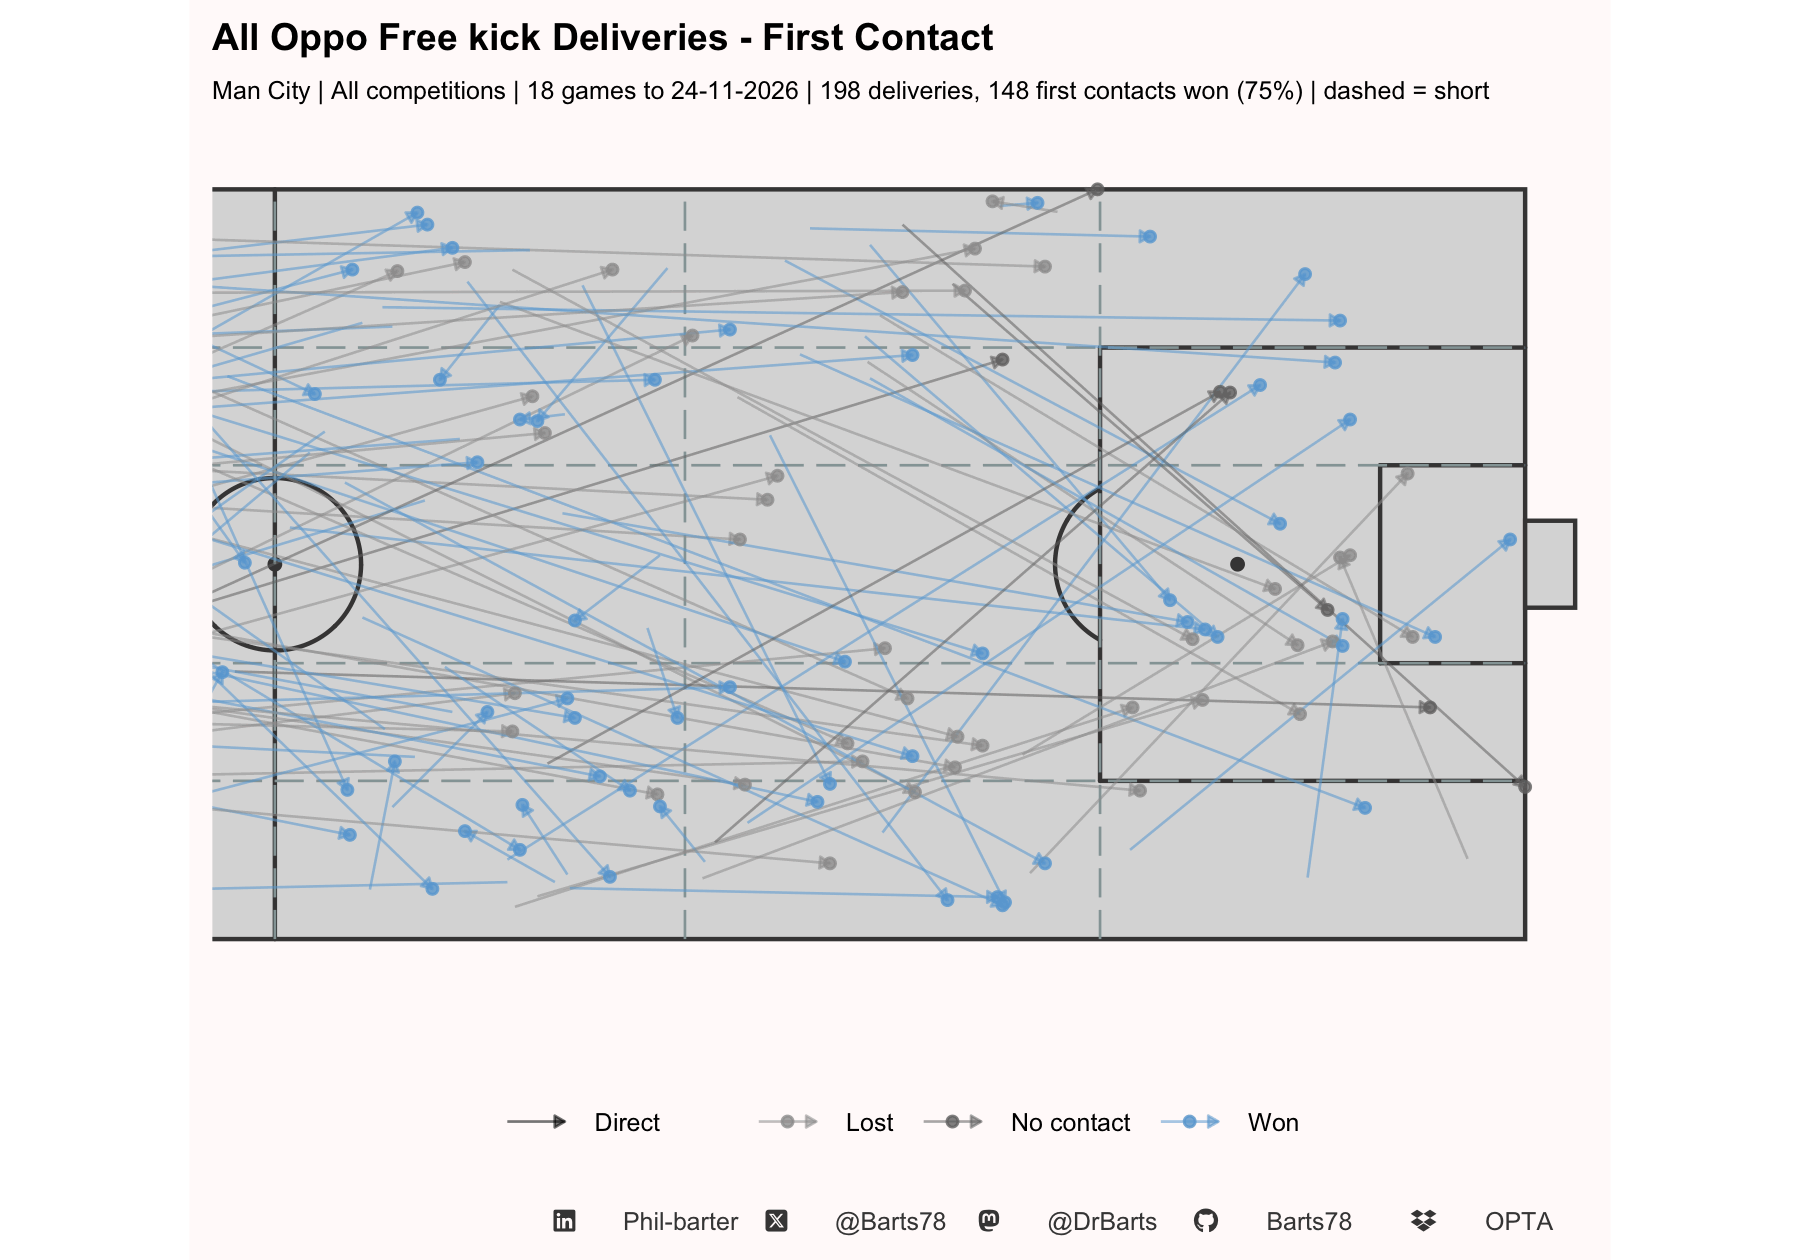 All Oppo Free kick Deliveries - First Contact
Man City | All competitions | 18 games to 24-11-2026 | 198 deliveries, 148 first contacts won (75%) | dashed = short
Direct Lost No contact Won
Phil-barter @Barts78 @DrBarts Barts78 OPTA